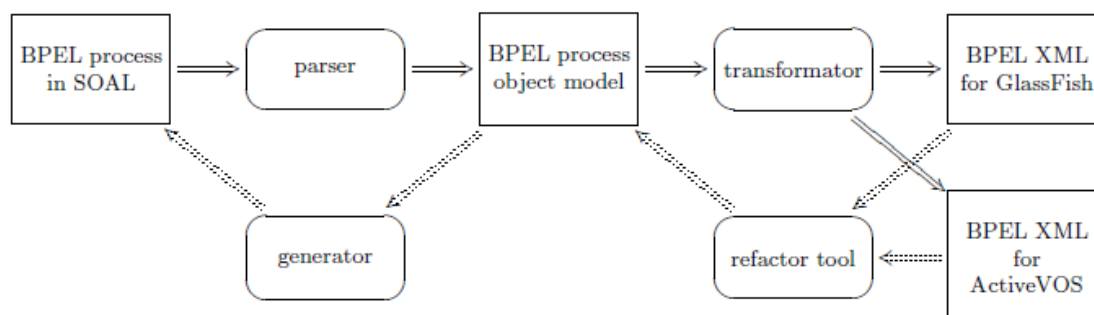 BPEL process
in SOAL
parser
BPEL process
object model
transformator
BPEL XML
for GlassFish
generator
refactor tool
BPEL XML
for
ActiveVOS